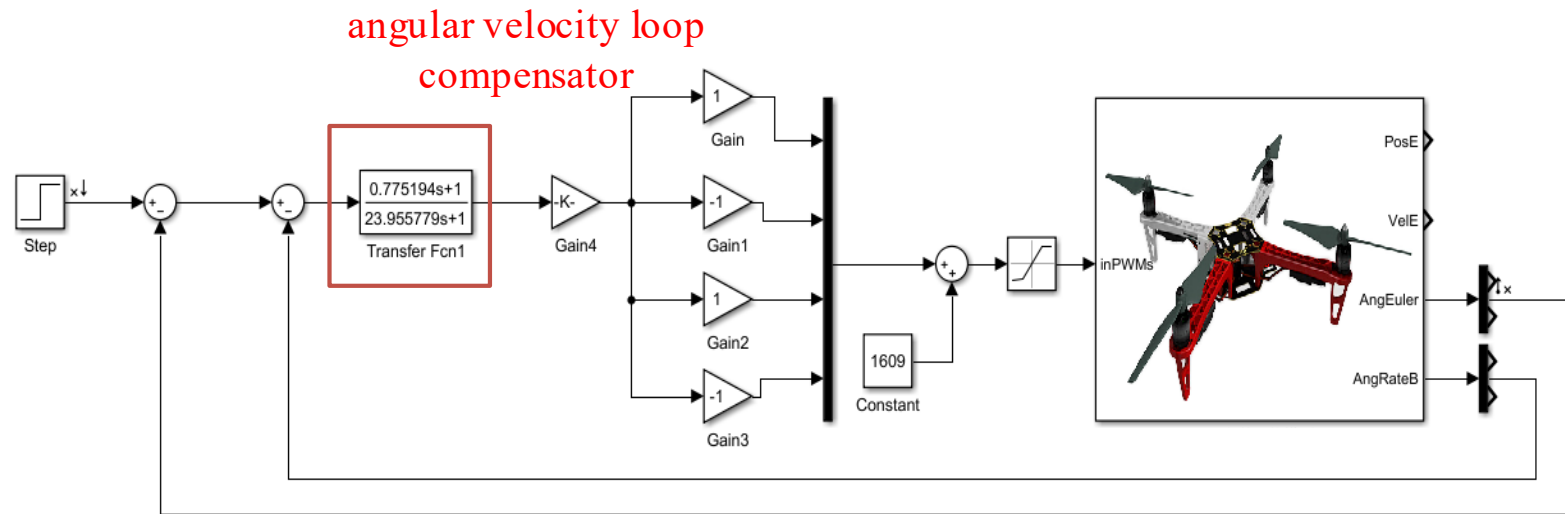 angular velocity loop
compensator
Step
+
−
+
−
0.775194s+1
23.955779s+1
Transfer Fcn1
-K-
Gain4
1
Gain
-1
Gain1
1
Gain2
-1
Gain3
+
+
1609
Constant
inPWMs
PosE
VelE
AngEuler
AngRateB